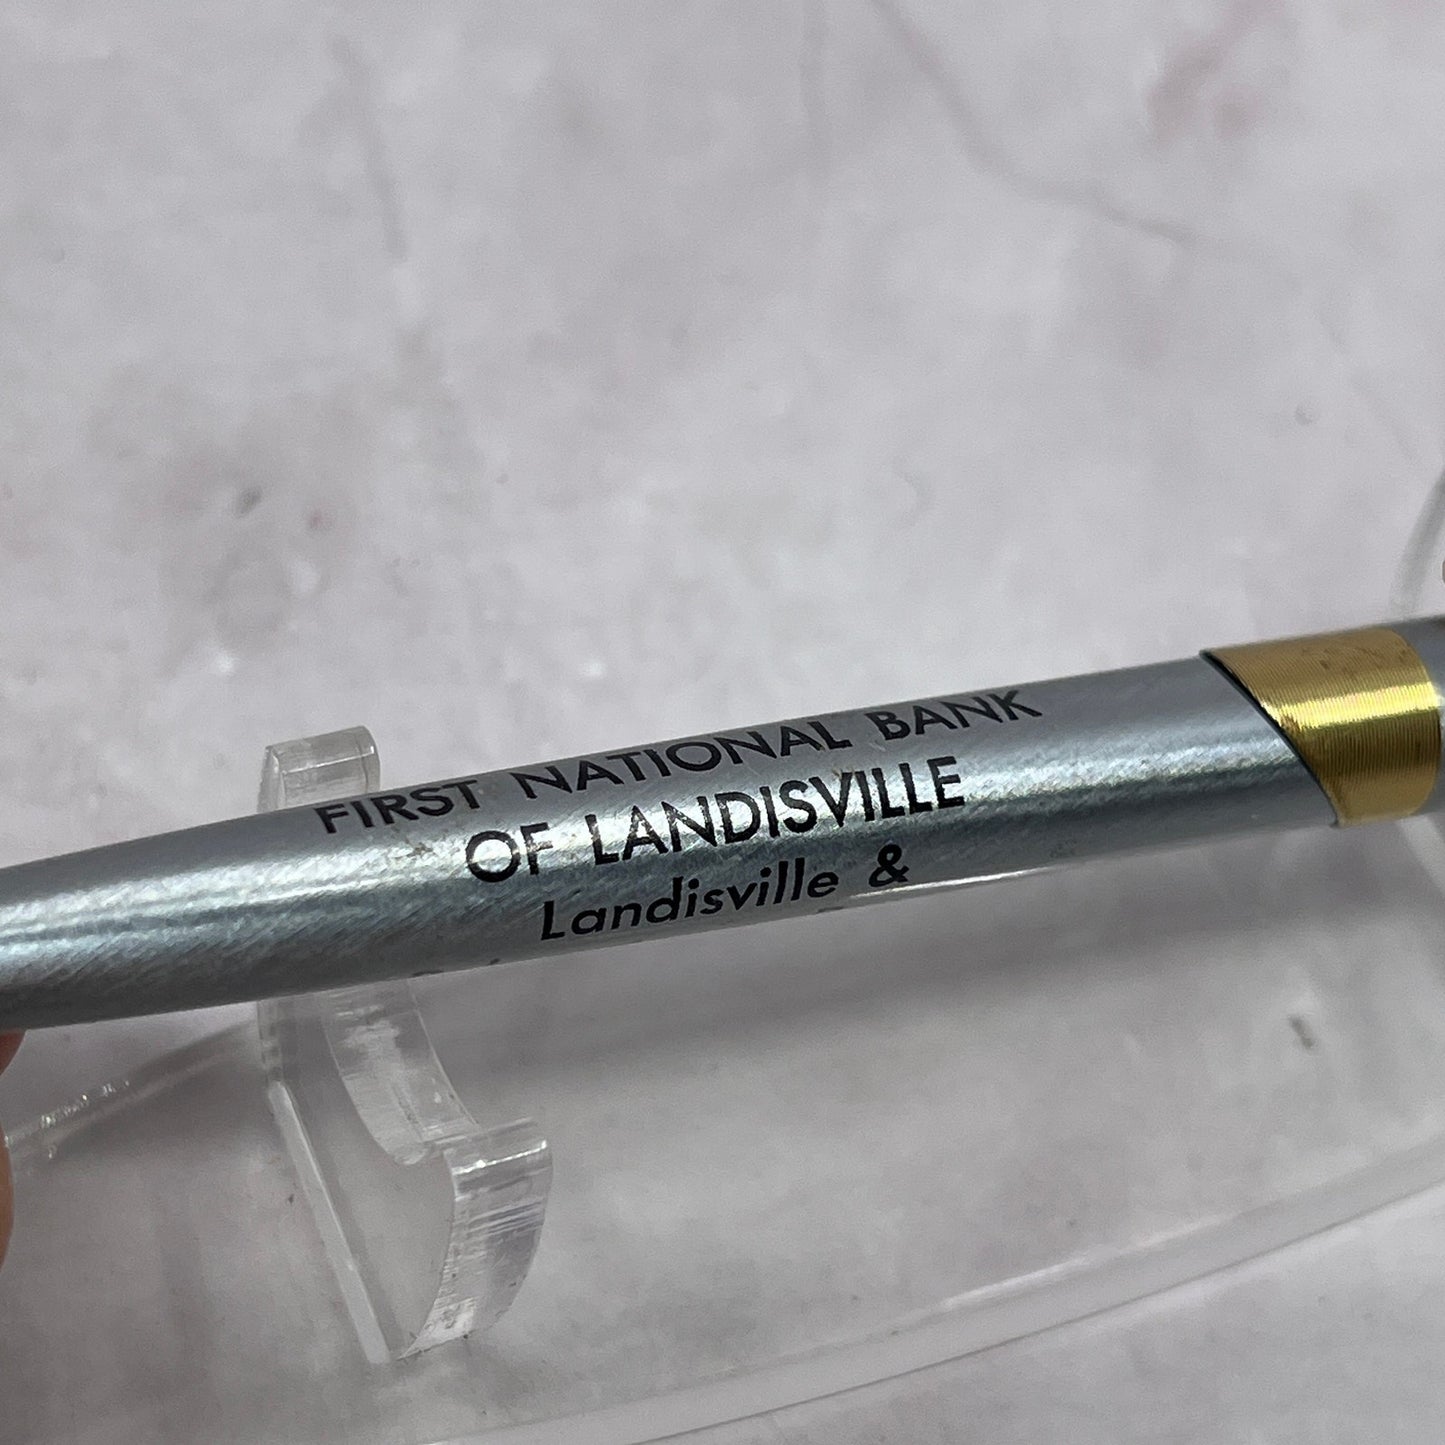 FIRST NATIONAL BANK
OF LANDISVILLE
Landisville &